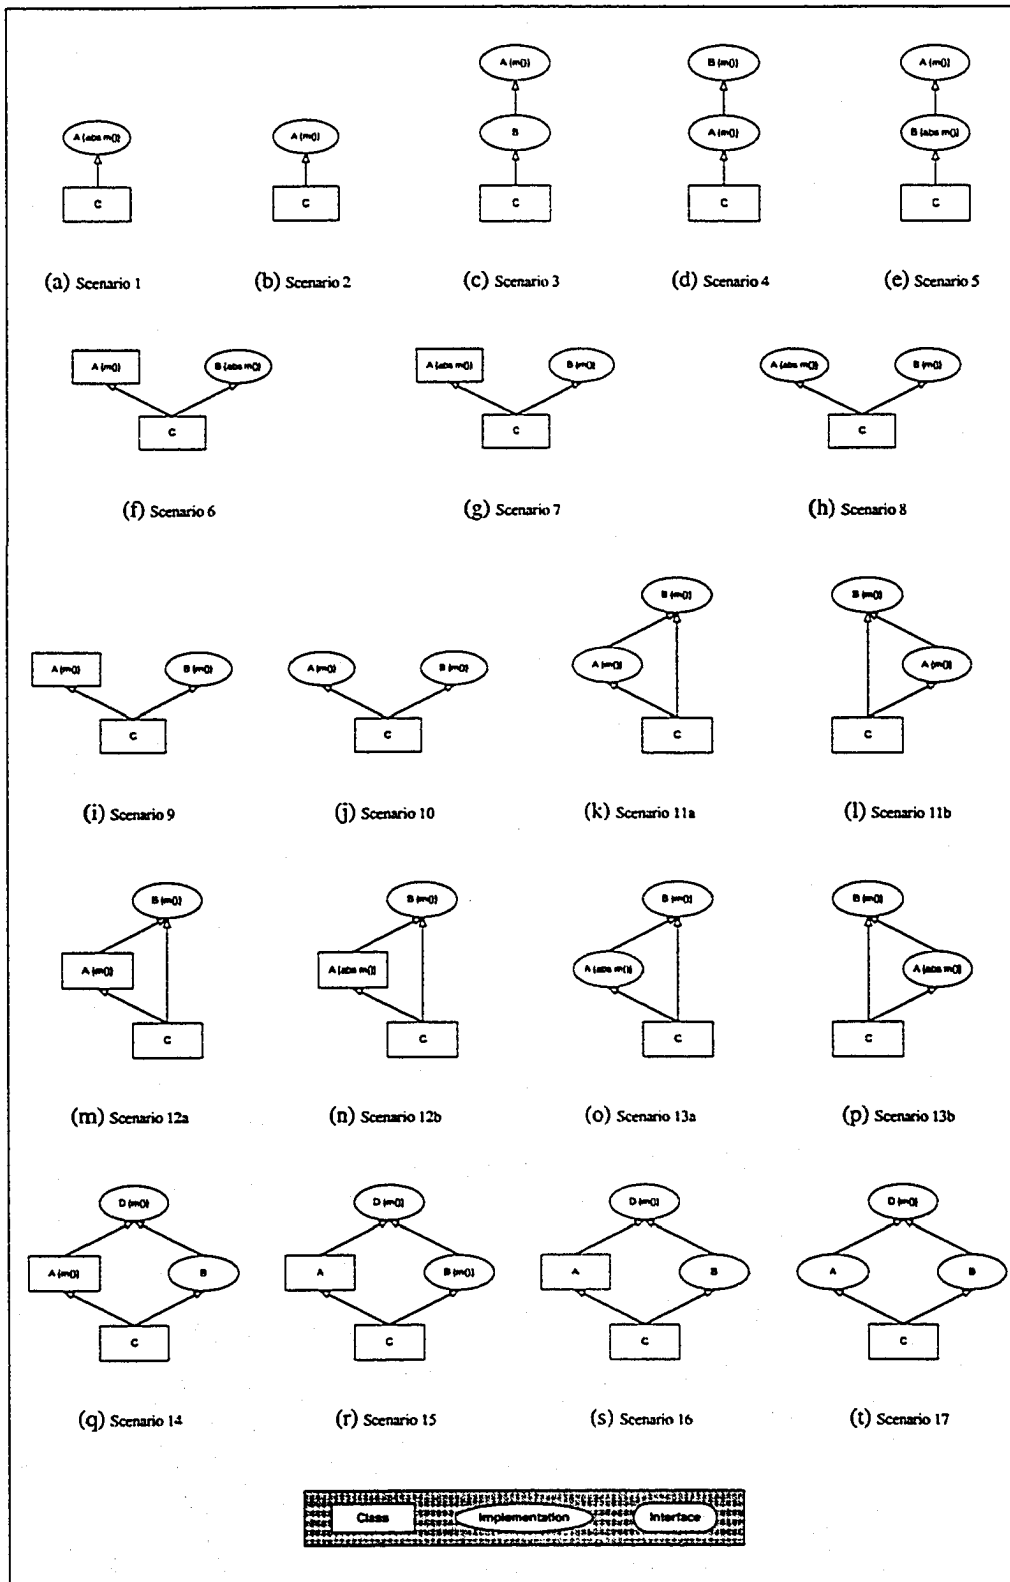 A {m()}
B {m()}
A {m()}
A {abs m()}
A {m()}
B
A {m()}
B {abs m()}
C
C
C
C
C
(a) Scenario 1
(b) Scenario 2
(c) Scenario 3
(d) Scenario 4
(e) Scenario 5
A {m()}
B {abs m()}
A {abs m()}
B {m()}
A {abs m()}
B {m()}
C
C
C
(f) Scenario 6
(g) Scenario 7
(h) Scenario 8
B {m()}
B {m()}
A {m()}
B {m()}
A {m()}
B {m()}
A {m()}
A {m()}
C
C
C
C
(i) Scenario 9
(j) Scenario 10
(k) Scenario 11a
(l) Scenario 11b
B {m()}
B {m()}
B {m()}
B {m()}
A {m()}
A {abs m()}
A {abs m()}
A {abs m()}
C
C
C
C
(m) Scenario 12a
(n) Scenario 12b
(o) Scenario 13a
(p) Scenario 13b
D {m()}
D {m()}
D {m()}
D {m()}
A {m()}
B
A
B {m()}
A
B
A
B
C
C
C
C
(q) Scenario 14
(r) Scenario 15
(s) Scenario 16
(t) Scenario 17
Class
Implementation
Interface